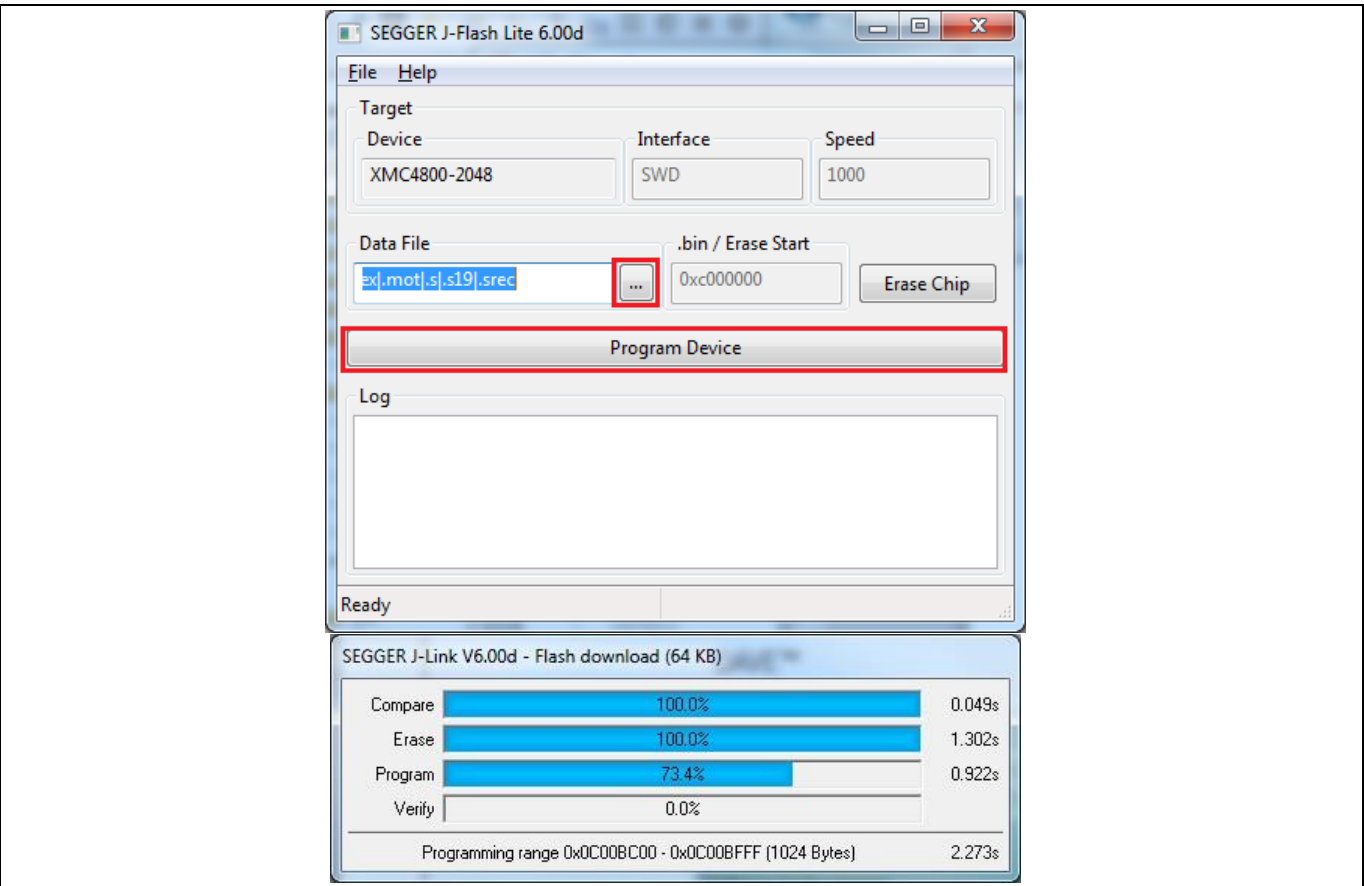 SEGGER J-Flash Lite 6.00d
File Help
Target
Device Interface Speed
XMC4800-2048 SWD 1000
Data File .bin / Erase Start
ex|.mot|.s|.s19|.srec ... 0xc000000 Erase Chip
Program Device
Log
Ready
SEGGER J-Link V6.00d - Flash download (64 KB)
Compare 100.0% 0.049s
Erase 100.0% 1.302s
Program 73.4% 0.922s
Verify 0.0%
Programming range 0x0C00BC00 - 0x0C00BFFF (1024 Bytes) 2.273s